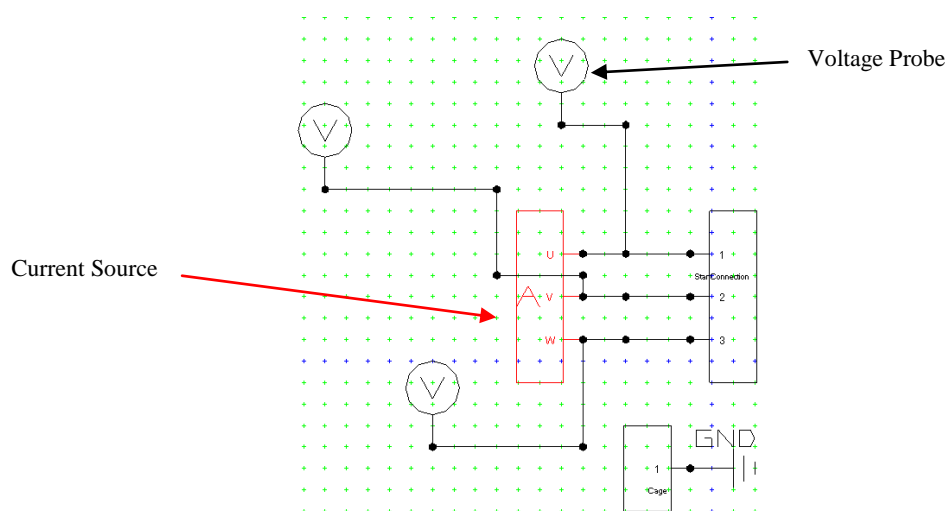 Voltage Probe
V
V
U
1
Current Source
StarConnection
A
V
2
W
3
V
GND
1
Cage